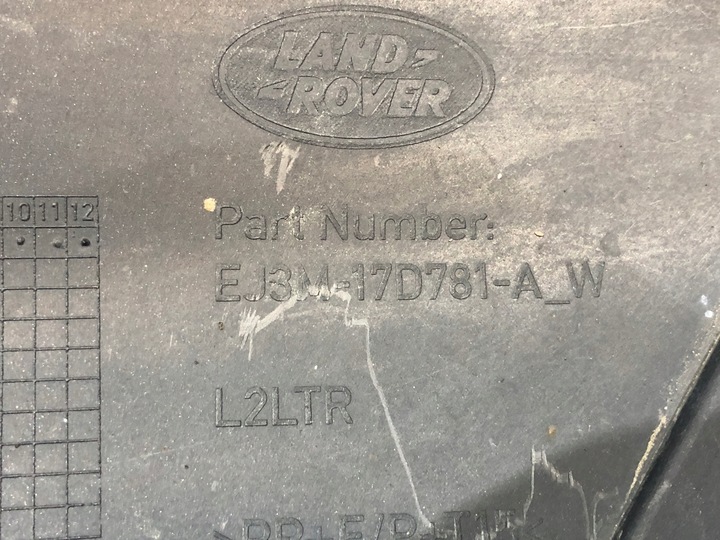 LAND
ROVER
10 11 12
Part Number:
EJ3M-17D781-A_W
L2LTR